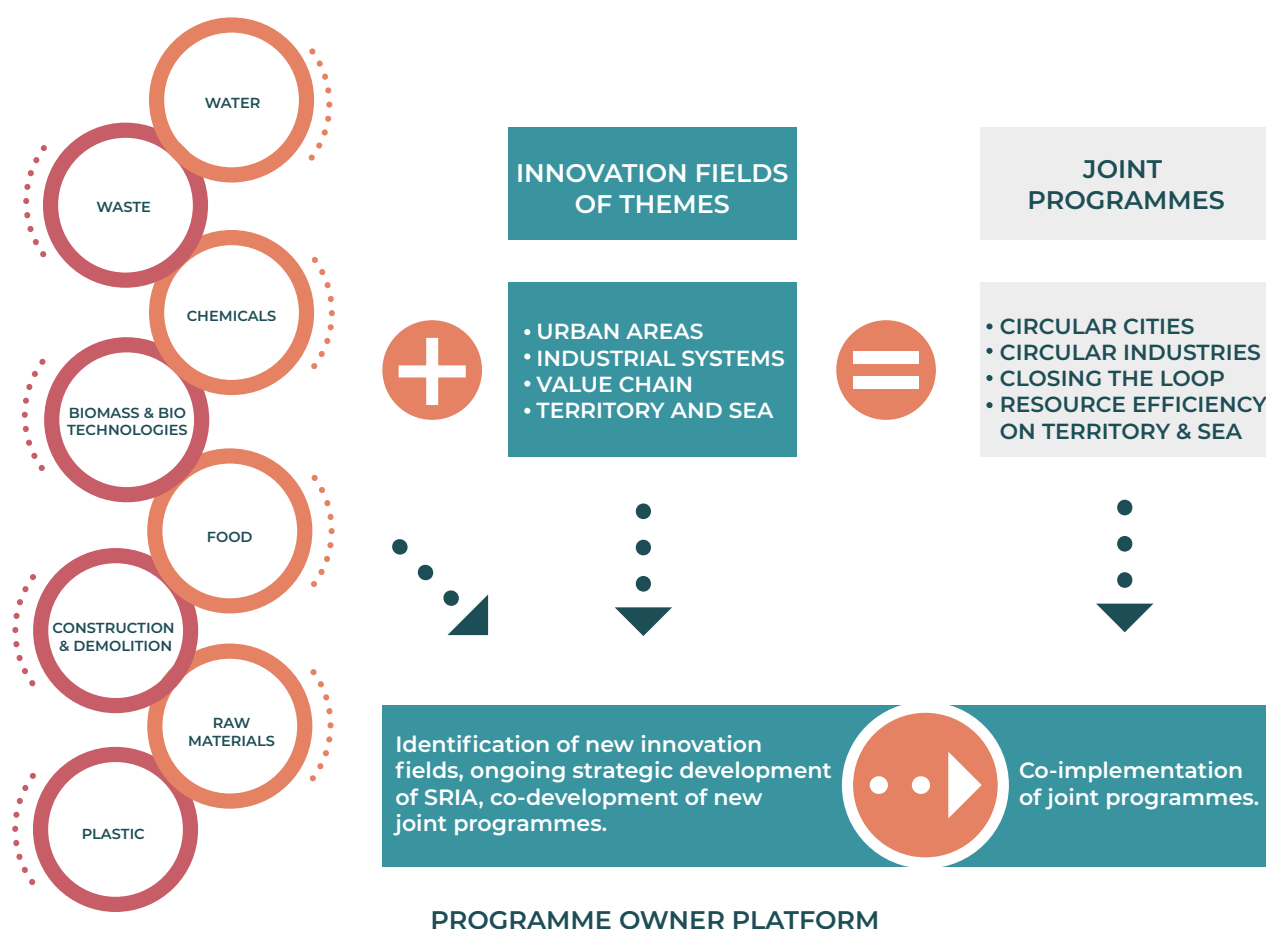 WATER
WASTE
CHEMICALS
BIOMASS & BIO
TECHNOLOGIES
FOOD
CONSTRUCTION
& DEMOLITION
RAW
MATERIALS
PLASTIC
INNOVATION FIELDS
OF THEMES
• URBAN AREAS
• INDUSTRIAL SYSTEMS
• VALUE CHAIN
• TERRITORY AND SEA
JOINT
PROGRAMMES
• CIRCULAR CITIES
• CIRCULAR INDUSTRIES
• CLOSING THE LOOP
• RESOURCE EFFICIENCY
ON TERRITORY & SEA
Identification of new innovation
fields, ongoing strategic development
of SRIA, co-development of new
joint programmes.
Co-implementation
of joint programmes.
PROGRAMME OWNER PLATFORM